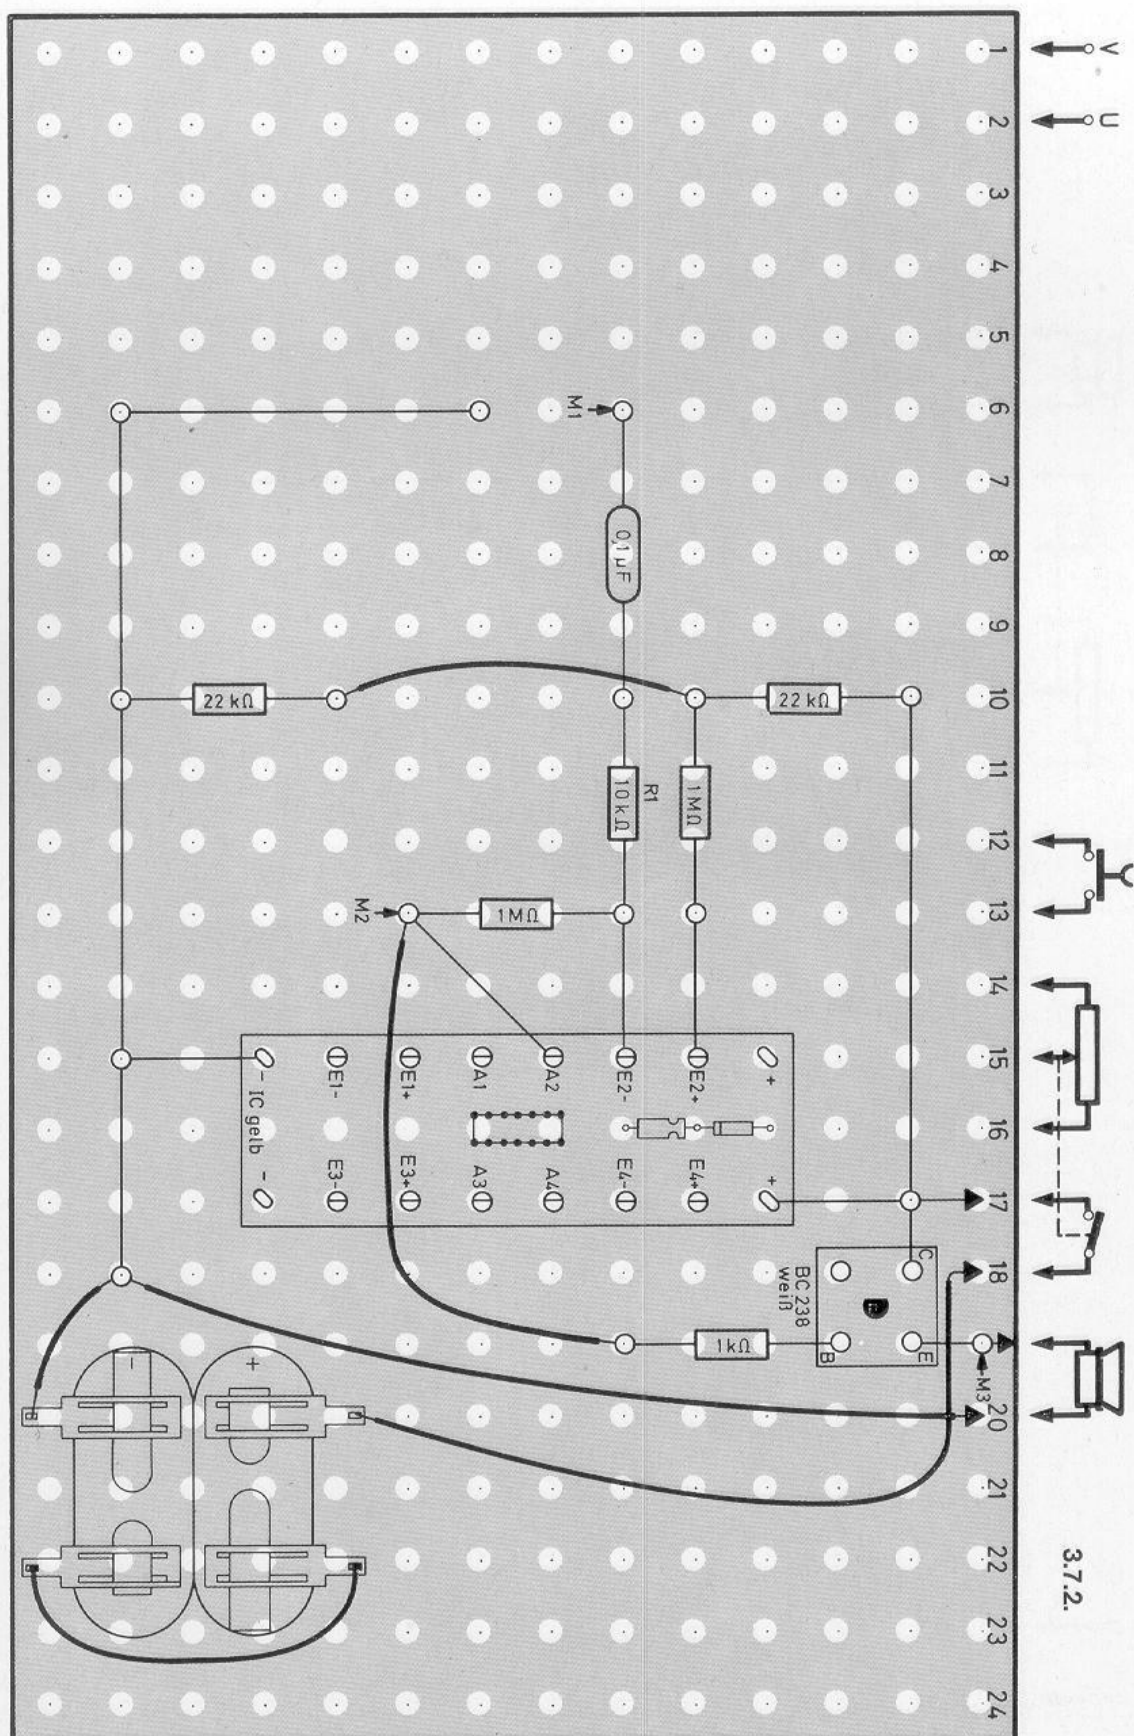 V
U
1
2
3
4
5
6
7
8
9
10
11
12
13
14
15
16
17
18
20
21
22
23
24
3.7.2.
M1
0,1 µF
22 kΩ
22 kΩ
R1
10 kΩ
1 MΩ
M2
1 MΩ
- E1- E1+ A1 A2 E2- E2+ +
IC gelb
- E3- E3+ A3 A4 E4- E4+ +
BC 238
weiß
C
B
E
1 kΩ
M3
-
+